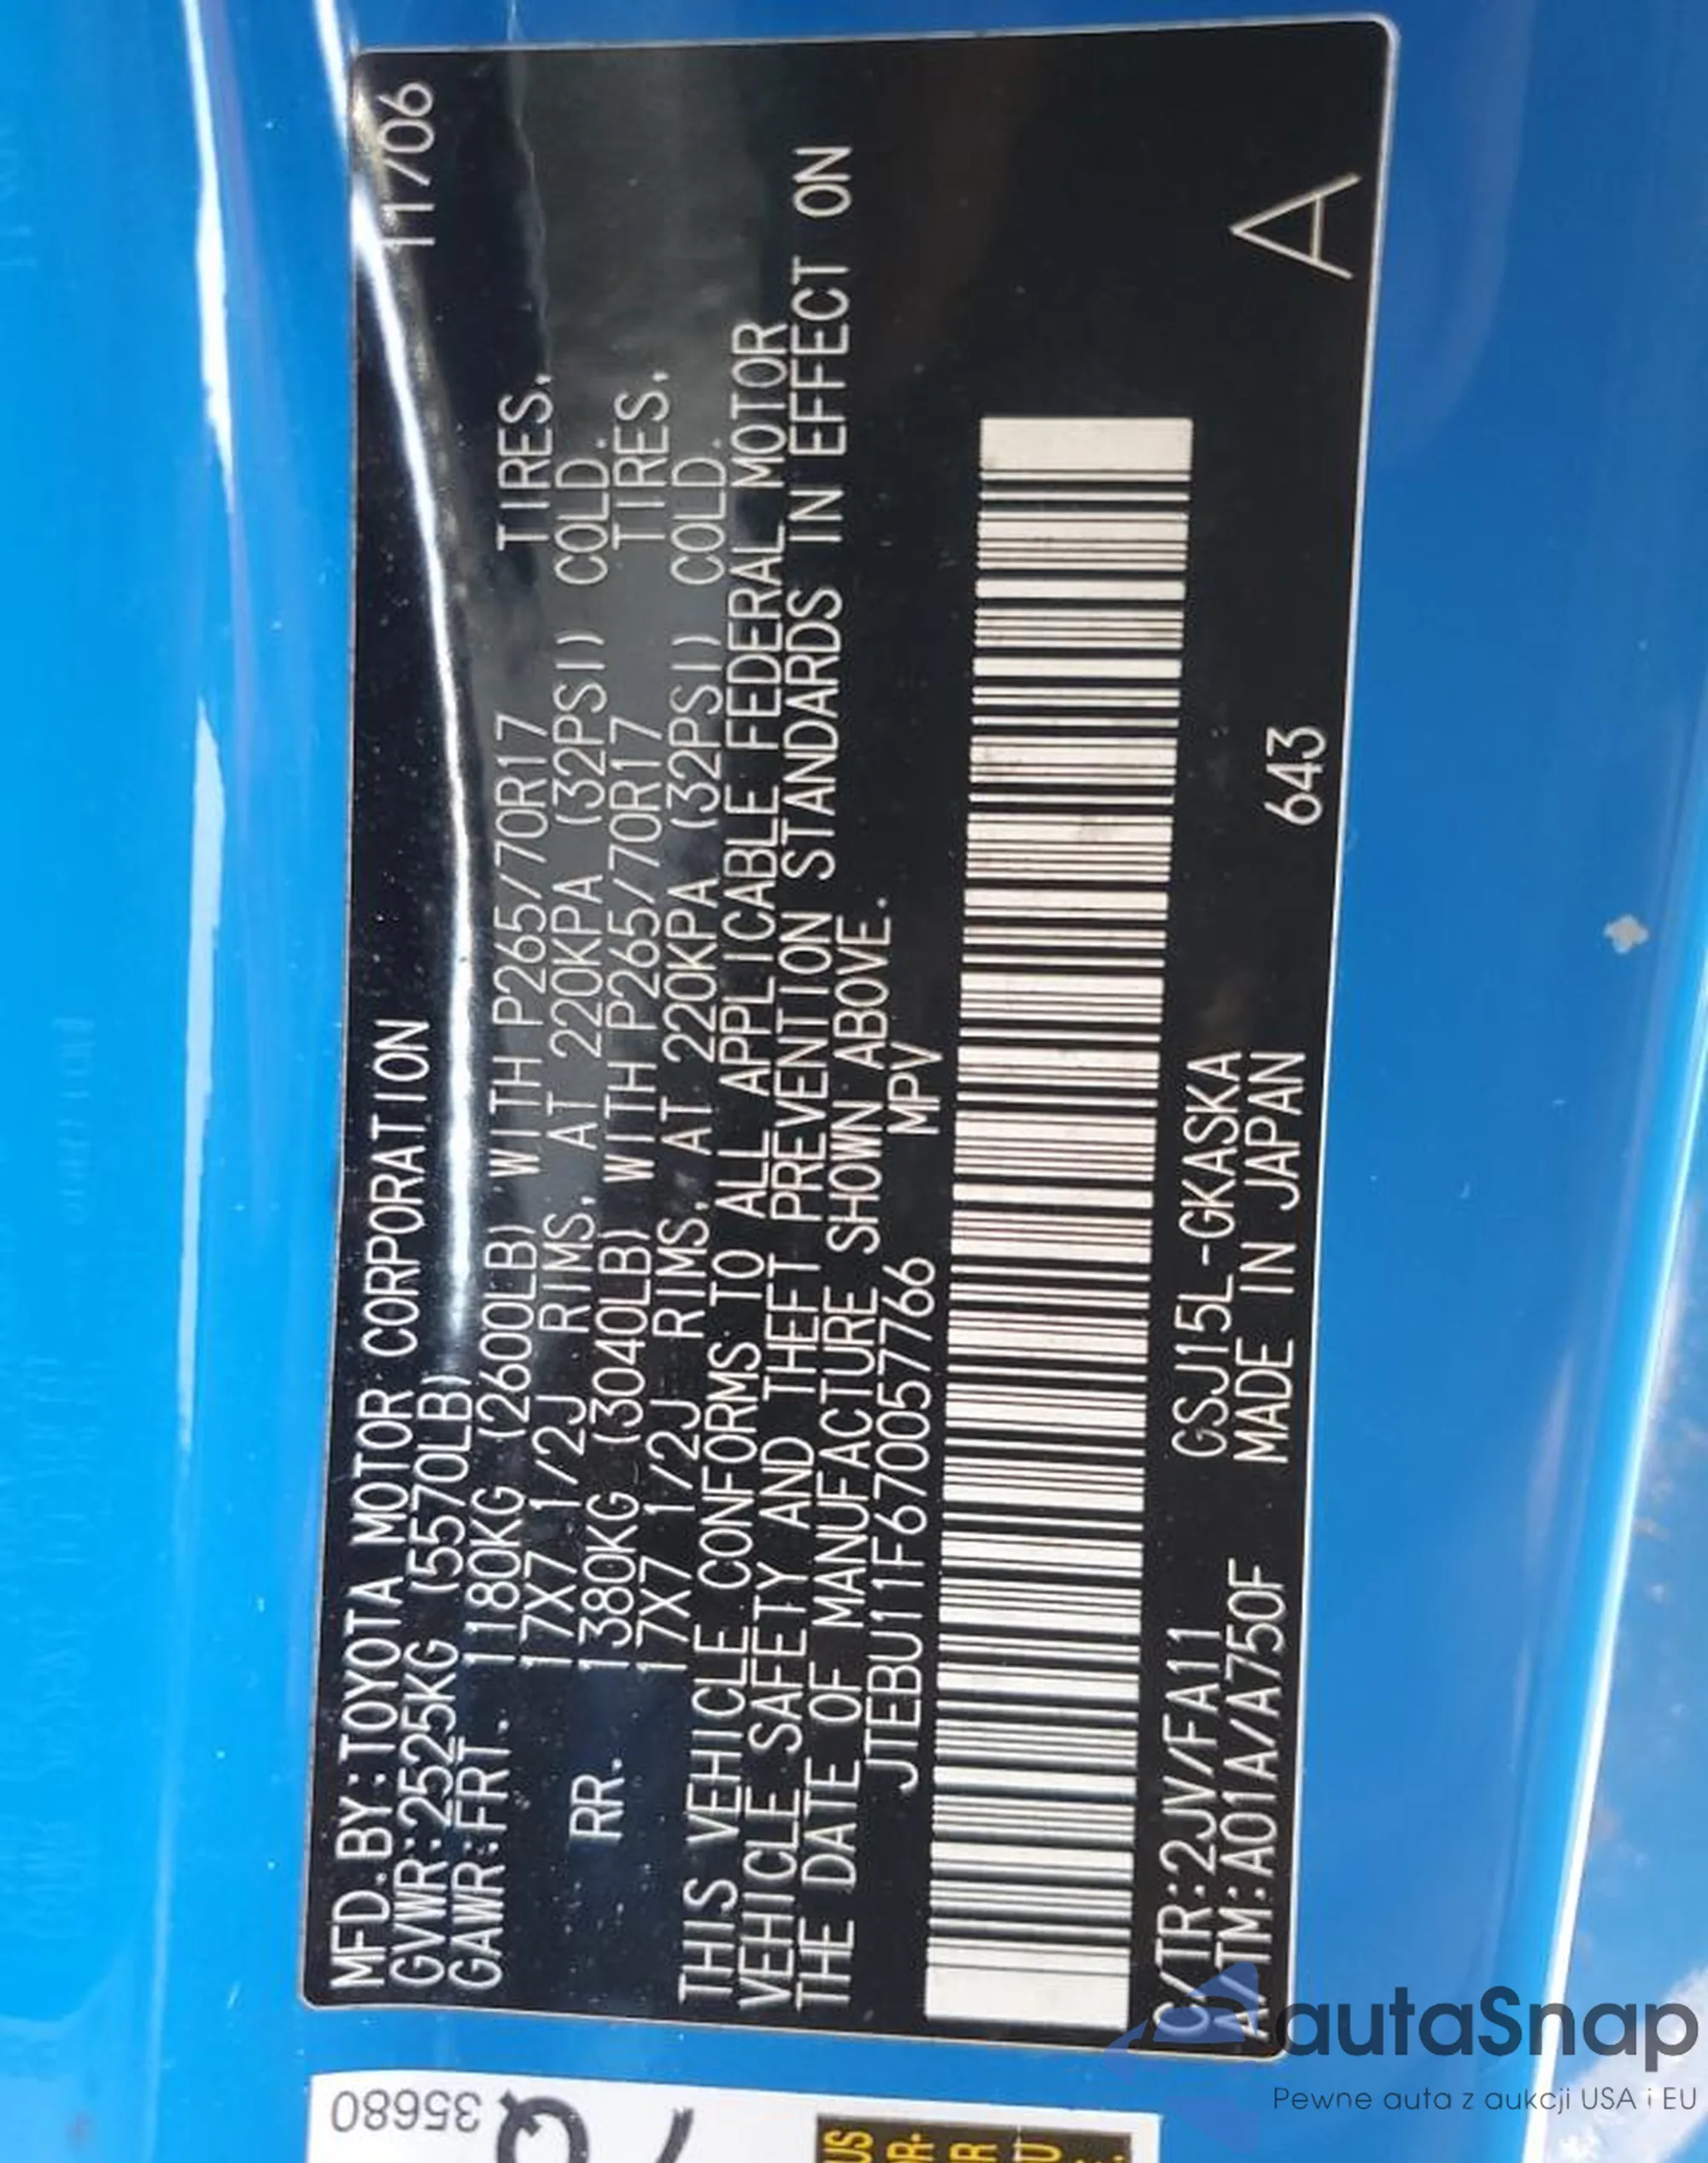 MFD.BY:TOYOTA MOTOR CORPORATION 11/06
GVWR:2525KG (5570LB)
GAWR:FRT. 1180KG (2600LB) WITH P265/70R17 TIRES,
17X7 1/2J RIMS, AT 220KPA (32PSI) COLD.
RR. 1380KG (3040LB) WITH P265/70R17 TIRES,
17X7 1/2J RIMS, AT 220KPA (32PSI) COLD.
THIS VEHICLE CONFORMS TO ALL APPLICABLE FEDERAL MOTOR
VEHICLE SAFETY AND THEFT PREVENTION STANDARDS IN EFFECT ON
THE DATE OF MANUFACTURE SHOWN ABOVE.
JTEBU11F670057766 MPV
C/TR:2JV/FA11 GSJ15L-GKASKA
A/TM:A01A/A750F MADE IN JAPAN 643
A
35680
autaSnap
Pewne auta z aukcji USA i EU